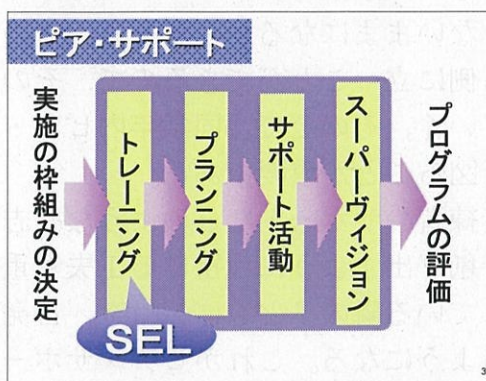 ピア・サポート
実施の枠組みの決定
トレーニング
プランニング
サポート活動
スーパーヴィジョン
プログラムの評価
SEL
3